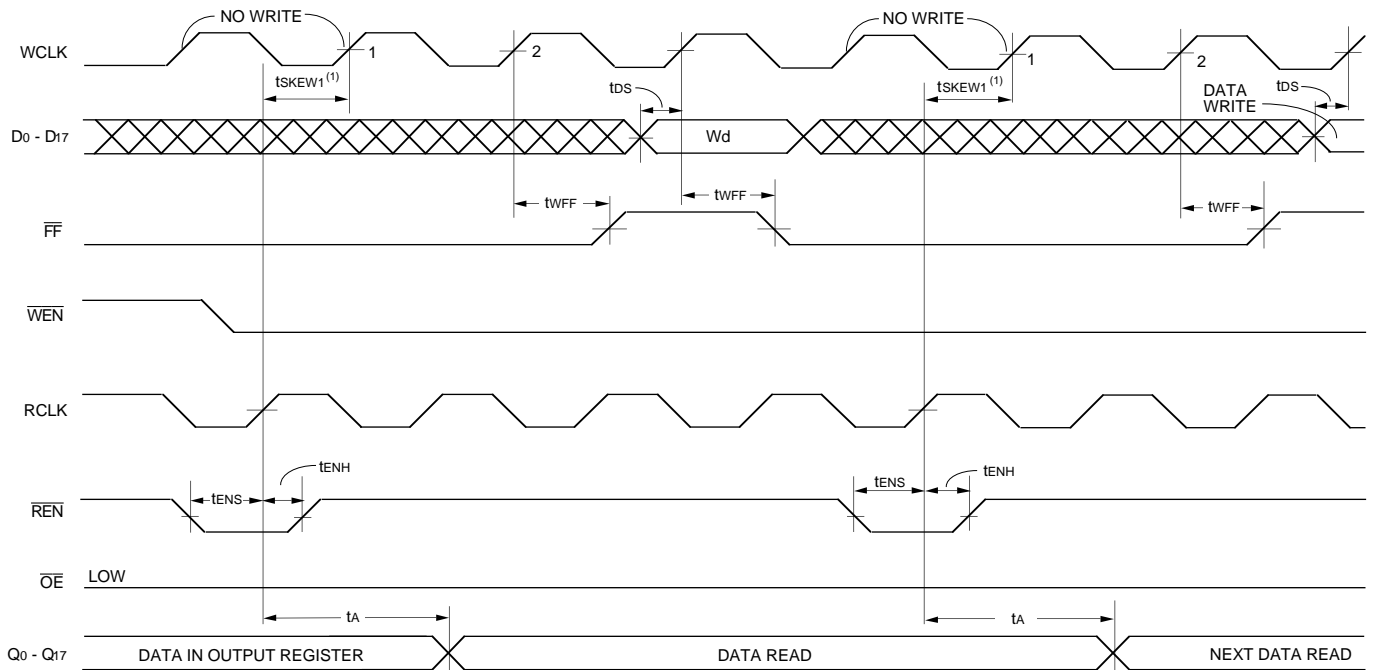 NO WRITE
NO WRITE
WCLK
1
2
1
2
tSKEW1(1)
tDS
tSKEW1(1)
tDS
DATA
WRITE
D0 - D17
Wd
tWFF
tWFF
tWFF
FF
WEN
RCLK
tENS
tENH
tENS
tENH
REN
OE
LOW
tA
tA
Q0 - Q17
DATA IN OUTPUT REGISTER
DATA READ
NEXT DATA READ